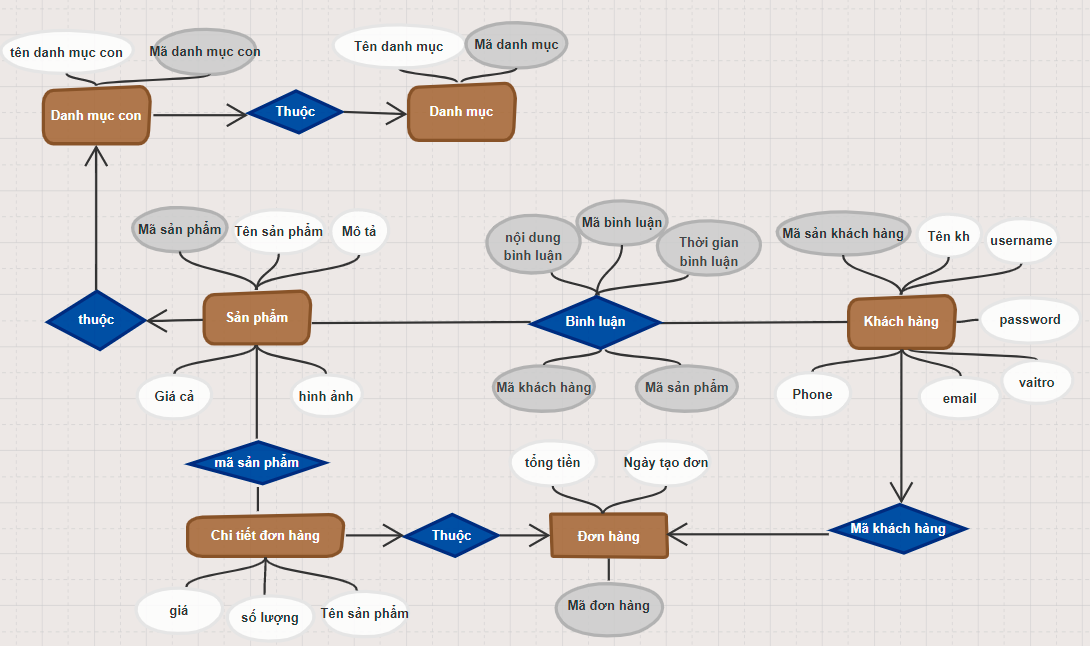 tên danh mục con
Mã danh mục con
Tên danh mục
Mã danh mục
Danh mục con
Thuộc
Danh mục
Mã sản phẩm
Tên sản phẩm
Mô tả
nội dung
bình luận
Mã bình luận
Thời gian
bình luận
Mã sản khách hàng
Tên kh
username
thuộc
Sản phẩm
Bình luận
Khách hàng
password
Giá cả
hình ảnh
Mã khách hàng
Mã sản phẩm
Phone
email
vaitro
mã sản phẩm
tổng tiền
Ngày tạo đơn
Chi tiết đơn hàng
Thuộc
Đơn hàng
Mã khách hàng
giá
số lượng
Tên sản phẩm
Mã đơn hàng